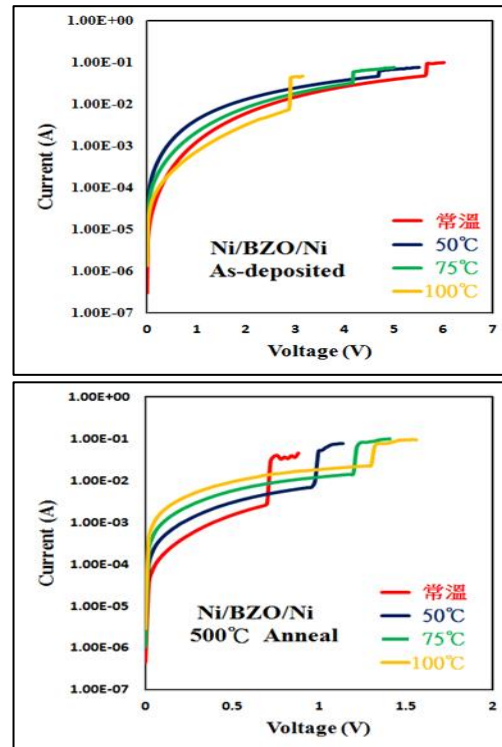 1.00E+00
1.00E-01
1.00E-02
1.00E-03
1.00E-04
1.00E-05
1.00E-06
1.00E-07
Current (A)
Ni/BZO/Ni
As-deposited
常溫
50℃
75℃
100℃
0 1 2 3 4 5 6 7
Voltage (V)
1.00E+00
1.00E-01
1.00E-02
1.00E-03
1.00E-04
1.00E-05
1.00E-06
1.00E-07
Current (A)
Ni/BZO/Ni
500℃ Anneal
常溫
50℃
75℃
100℃
0 0.5 1 1.5 2
Voltage (V)